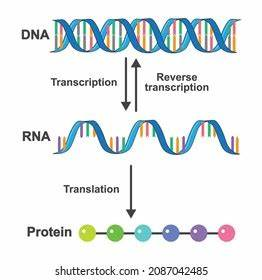 DNA
Transcription
Reverse
transcription
RNA
Translation
Protein
shutterstock.com · 2087042485